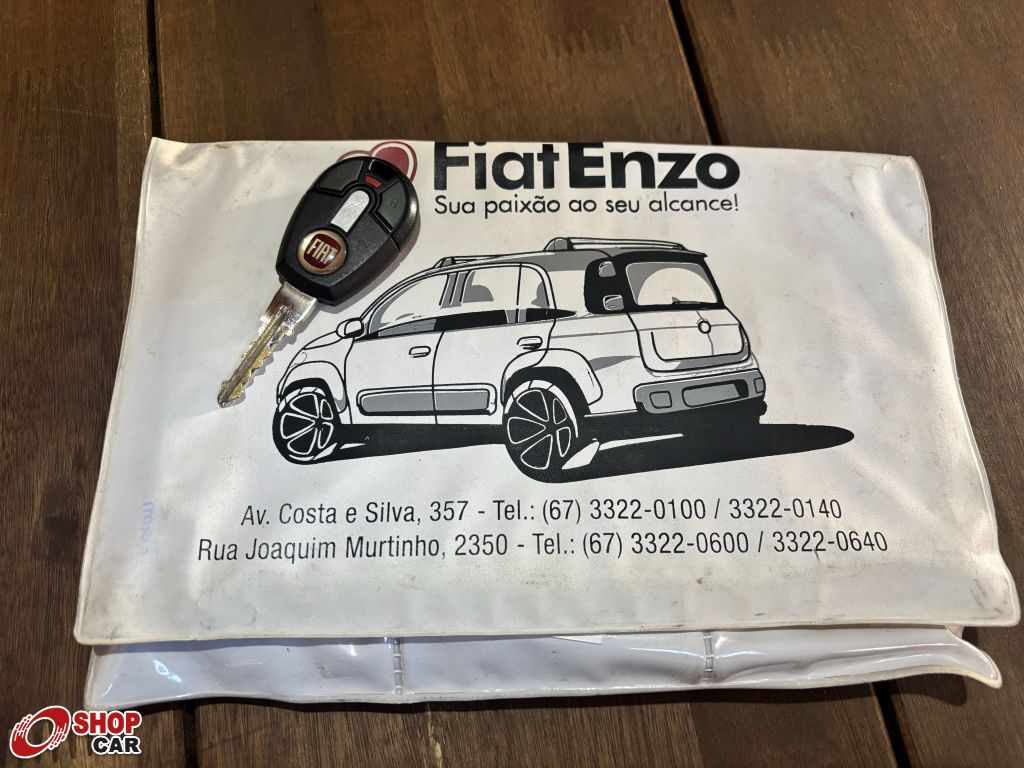 FiatEnzo
Sua paixão ao seu alcance!
FIAT
Av. Costa e Silva, 357 - Tel.: (67) 3322-0100 / 3322-0140
Rua Joaquim Murtinho, 2350 - Tel.: (67) 3322-0600 / 3322-0640
SHOP
CAR